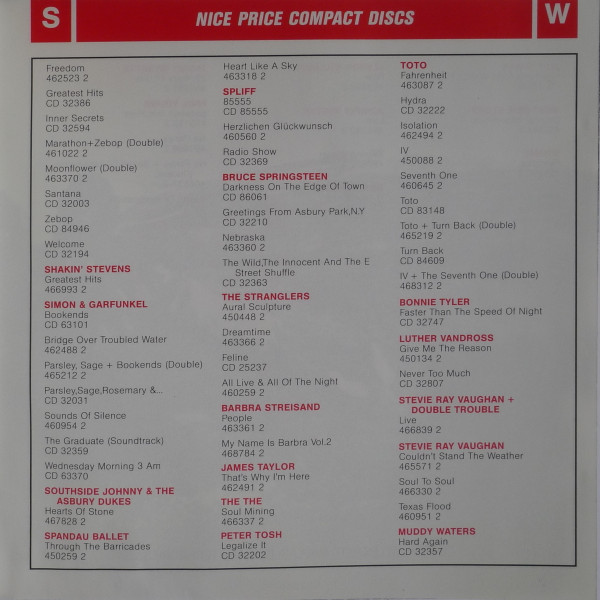 S
NICE PRICE COMPACT DISCS
W
Freedom
462523 2
Greatest Hits
CD 32386
Inner Secrets
CD 32594
Marathon+Zebop (Double)
461022 2
Moonflower (Double)
463370 2
Santana
CD 32003
Zebop
CD 84946
Welcome
CD 32194
SHAKIN' STEVENS
Greatest Hits
466993 2
SIMON & GARFUNKEL
Bookends
CD 63101
Bridge Over Troubled Water
462488 2
Parsley, Sage + Bookends (Double)
465212 2
Parsley,Sage,Rosemary &...
CD 32031
Sounds Of Silence
460954 2
The Graduate (Soundtrack)
CD 32359
Wednesday Morning 3 Am
CD 63370
SOUTHSIDE JOHNNY & THE
ASBURY DUKES
Hearts Of Stone
467828 2
SPANDAU BALLET
Through The Barricades
450259 2
Heart Like A Sky
463318 2
SPLIFF
85555
CD 85555
Herzlichen Glückwunsch
460560 2
Radio Show
CD 32369
BRUCE SPRINGSTEEN
Darkness On The Edge Of Town
CD 86061
Greetings From Asbury Park,N.Y
CD 32210
Nebraska
463360 2
The Wild,The Innocent And The E
Street Shuffle
CD 32363
THE STRANGLERS
Aural Sculpture
450448 2
Dreamtime
463366 2
Feline
CD 25237
All Live & All Of The Night
460259 2
BARBRA STREISAND
People
463361 2
My Name Is Barbra Vol.2
468784 2
JAMES TAYLOR
That's Why I'm Here
462491 2
THE THE
Soul Mining
466337 2
PETER TOSH
Legalize It
CD 32202
TOTO
Fahrenheit
463087 2
Hydra
CD 32222
Isolation
462494 2
IV
450088 2
Seventh One
460645 2
Toto
CD 83148
Toto + Turn Back (Double)
465219 2
Turn Back
CD 84609
IV + The Seventh One (Double)
468312 2
BONNIE TYLER
Faster Than The Speed Of Night
CD 32747
LUTHER VANDROSS
Give Me The Reason
450134 2
Never Too Much
CD 32807
STEVIE RAY VAUGHAN +
DOUBLE TROUBLE
Live
466839 2
STEVIE RAY VAUGHAN
Couldn't Stand The Weather
465571 2
Soul To Soul
466330 2
Texas Flood
460951 2
MUDDY WATERS
Hard Again
CD 32357